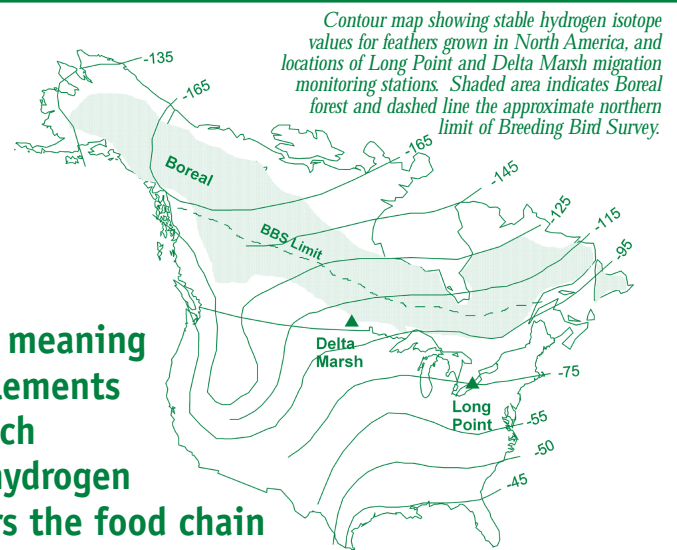 Contour map showing stable hydrogen isotope
values for feathers grown in North America, and
locations of Long Point and Delta Marsh migration
monitoring stations. Shaded area indicates Boreal
forest and dashed line the approximate northern
limit of Breeding Bird Survey.
-135
-165
-165
-145
-125
-115
-95
Boreal
BBS Limit
Delta
Marsh
Long
Point
-75
-55
-50
-45
meaning
lements
ch
hydrogen
rs the food chain